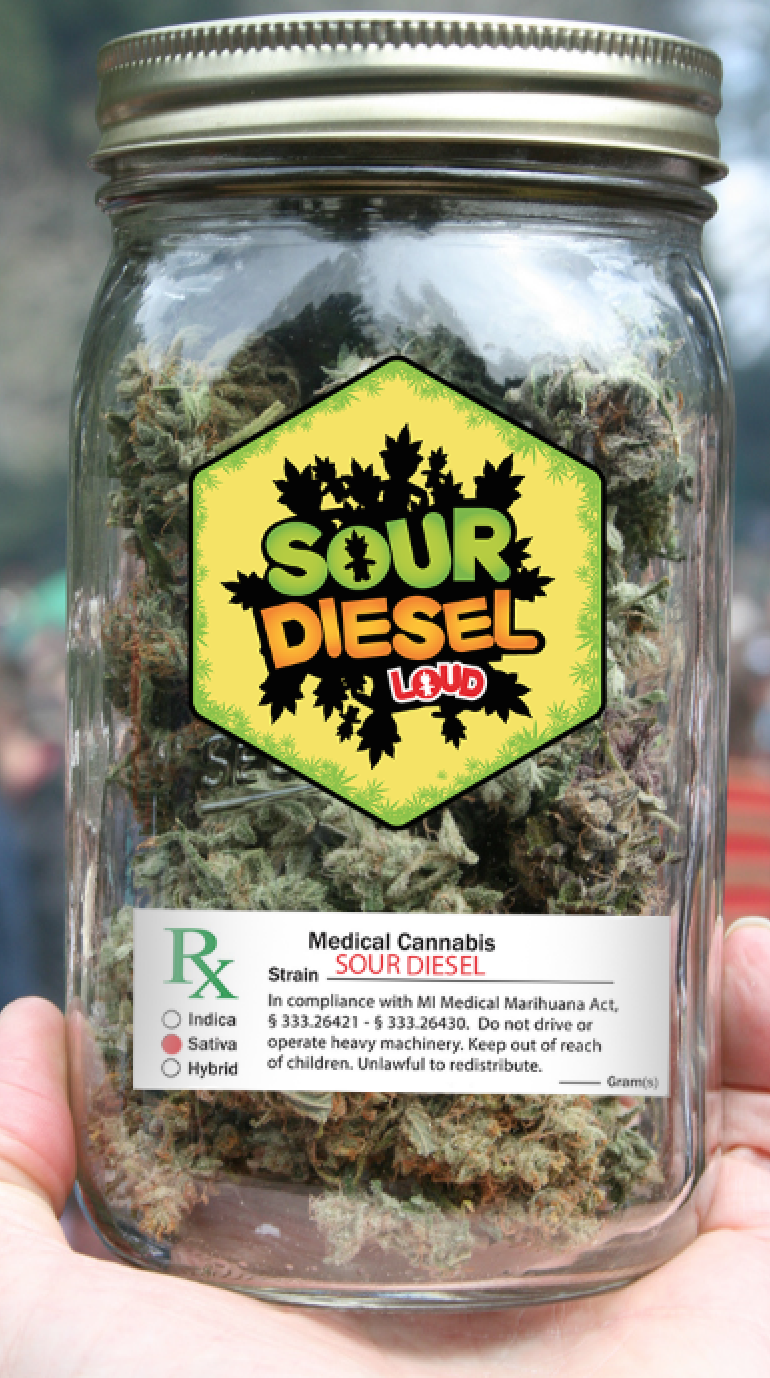 SOUR
DIESEL
LOUD
Rx
Medical Cannabis
Strain SOUR DIESEL
In compliance with MI Medical Marihuana Act,
§ 333.26421 - § 333.26430. Do not drive or
operate heavy machinery. Keep out of reach
of children. Unlawful to redistribute.
Indica
Sativa
Hybrid
Gram(s)